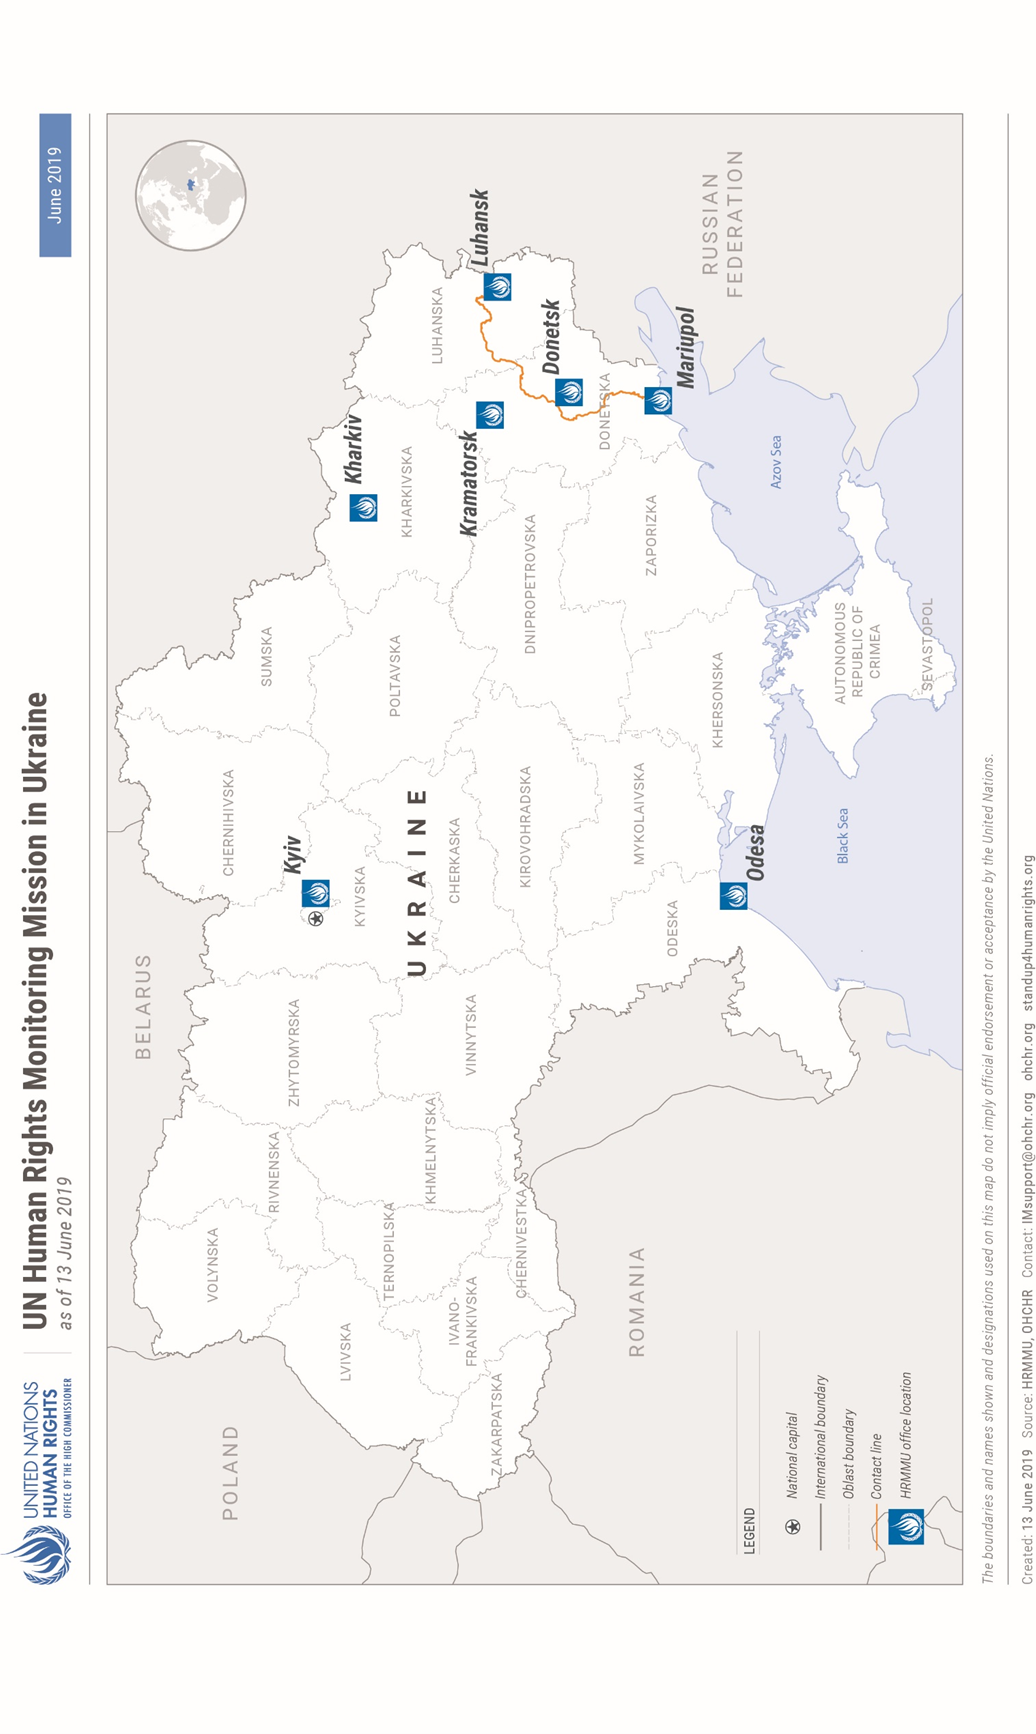 UNITED NATIONS
HUMAN RIGHTS
OFFICE OF THE HIGH COMMISSIONER
UN Human Rights Monitoring Mission in Ukraine
as of 13 June 2019
June 2019
POLAND
BELARUS
ROMANIA
RUSSIAN
FEDERATION
UKRAINE
VOLYNSKA
RIVNENSKA
ZHYTOMYRSKA
CHERNIHIVSKA
SUMSKA
Kyiv
KYIVSKA
LVIVSKA
TERNOPILSKA
KHMELNYTSKA
VINNYTSKA
CHERKASKA
POLTAVSKA
Kharkiv
KHARKIVSKA
LUHANSKA
Luhansk
IVANO-
FRANKIVSKA
ZAKARPATSKA
CHERNIVESTKA
KIROVOHRADSKA
DNIPROPETROVSKA
Kramatorsk
Donetsk
DONETSKA
Mariupol
ODESKA
MYKOLAIVSKA
ZAPORIZKA
KHERSONSKA
Odesa
Black Sea
Azov Sea
AUTONOMOUS
REPUBLIC OF
CRIMEA
SEVASTOPOL
LEGEND
National capital
International boundary
Oblast boundary
Contact line
HRMMU office location
The boundaries and names shown and designations used on this map do not imply official endorsement or acceptance by the United Nations.
Created: 13 June 2019 Source: HRMMU, OHCHR Contact: IMsupport@ohchr.org ohchr.org standup4humanrights.org